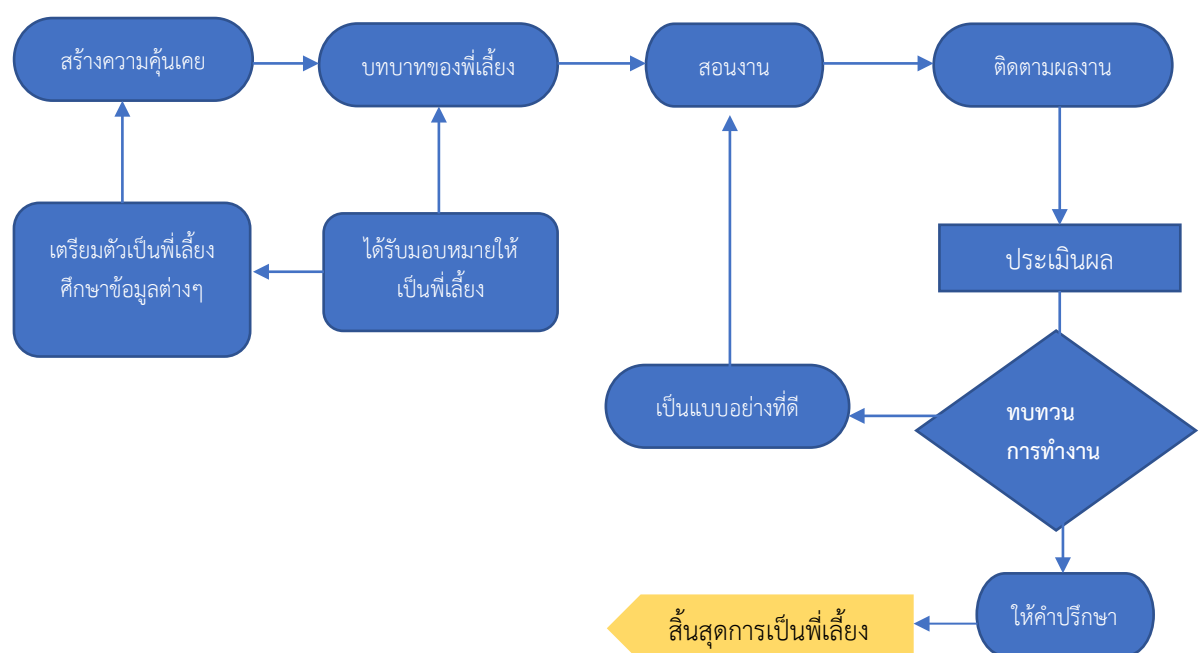 สร้างความคุ้นเคย
บทบาทของพี่เลี้ยง
สอนงาน
ติดตามผลงาน
เตรียมตัวเป็นพี่เลี้ยง
ศึกษาข้อมูลต่างๆ
ได้รับมอบหมายให้
เป็นพี่เลี้ยง
ประเมินผล
เป็นแบบอย่างที่ดี
ทบทวน
การทำงาน
ให้คำปรึกษา
สิ้นสุดการเป็นพี่เลี้ยง